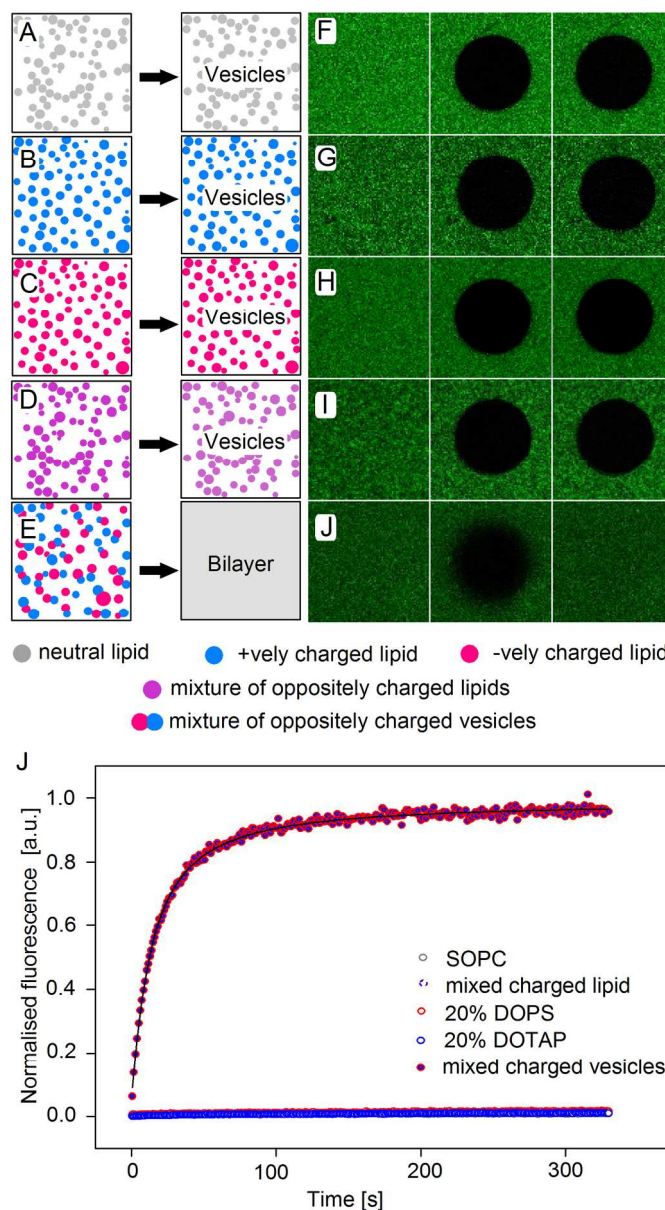 A
Vesicles
F
B
Vesicles
G
C
Vesicles
H
D
Vesicles
I
E
Bilayer
J
neutral lipid
+vely charged lipid
-vely charged lipid
mixture of oppositely charged lipids
mixture of oppositely charged vesicles
J
Normalised fluorescence [a.u.]
1.0
0.8
0.6
0.4
0.2
0.0
SOPC
mixed charged lipid
20% DOPS
20% DOTAP
mixed charged vesicles
0
100
200
300
Time [s]